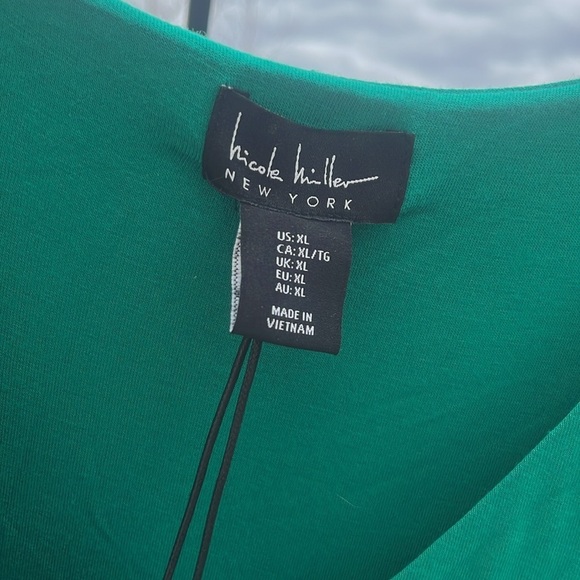 Nicole Miller
NEW YORK
US: XL
CA: XL/TG
UK: XL
EU: XL
AU: XL
MADE IN
VIETNAM